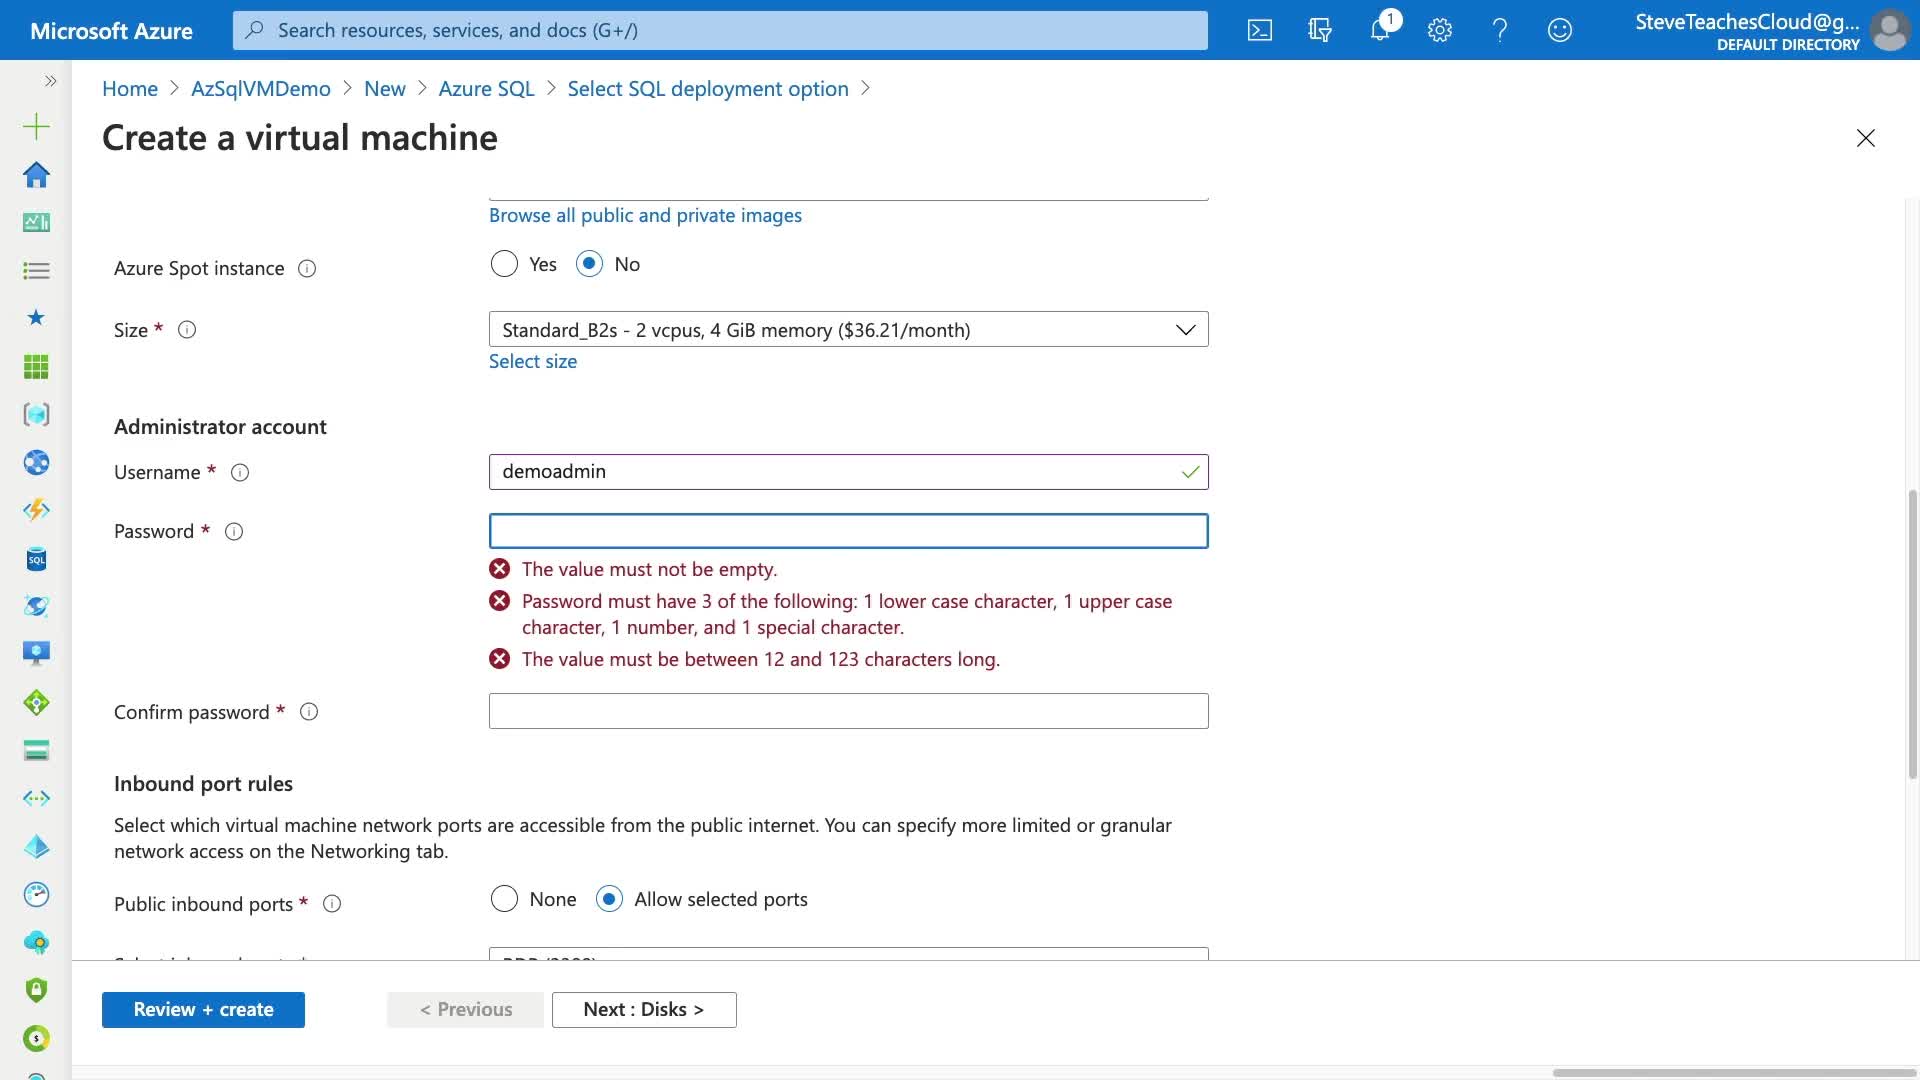 Microsoft Azure
Search resources, services, and docs (G+/)
1
SteveTeachesCloud@g...
DEFAULT DIRECTORY
Home > AzSqlVMDemo > New > Azure SQL > Select SQL deployment option >
Create a virtual machine
Browse all public and private images
Azure Spot instance
Yes
No
Size *
Standard_B2s - 2 vcpus, 4 GiB memory ($36.21/month)
Select size
Administrator account
Username *
demoadmin
Password *
The value must not be empty.
Password must have 3 of the following: 1 lower case character, 1 upper case
character, 1 number, and 1 special character.
The value must be between 12 and 123 characters long.
Confirm password *
Inbound port rules
Select which virtual machine network ports are accessible from the public internet. You can specify more limited or granular
network access on the Networking tab.
Public inbound ports *
None
Allow selected ports
Review + create
< Previous
Next : Disks >
SQL